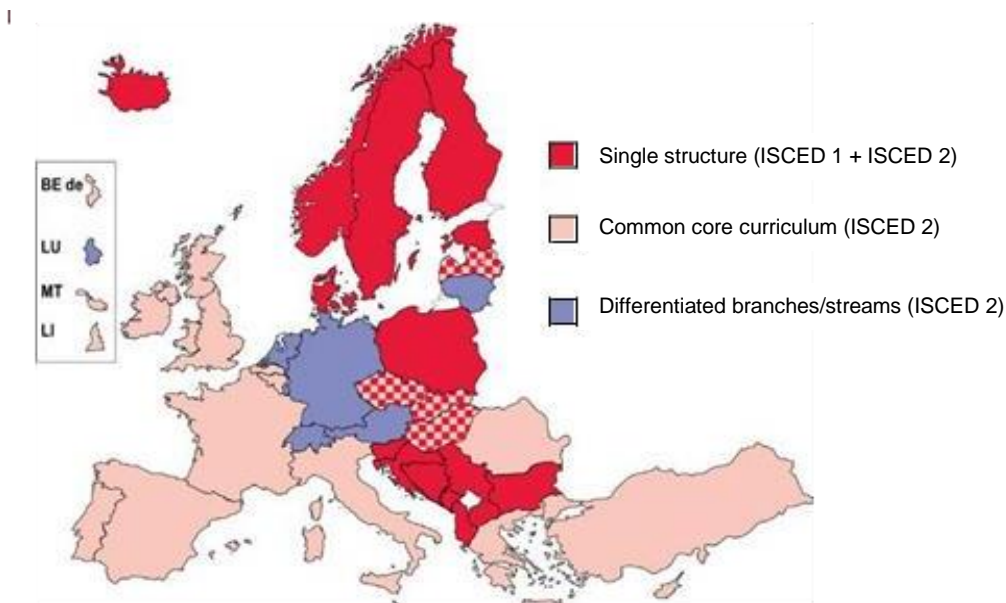 BE de
LU
MT
LI
Single structure (ISCED 1 + ISCED 2)
Common core curriculum (ISCED 2)
Differentiated branches/streams (ISCED 2)